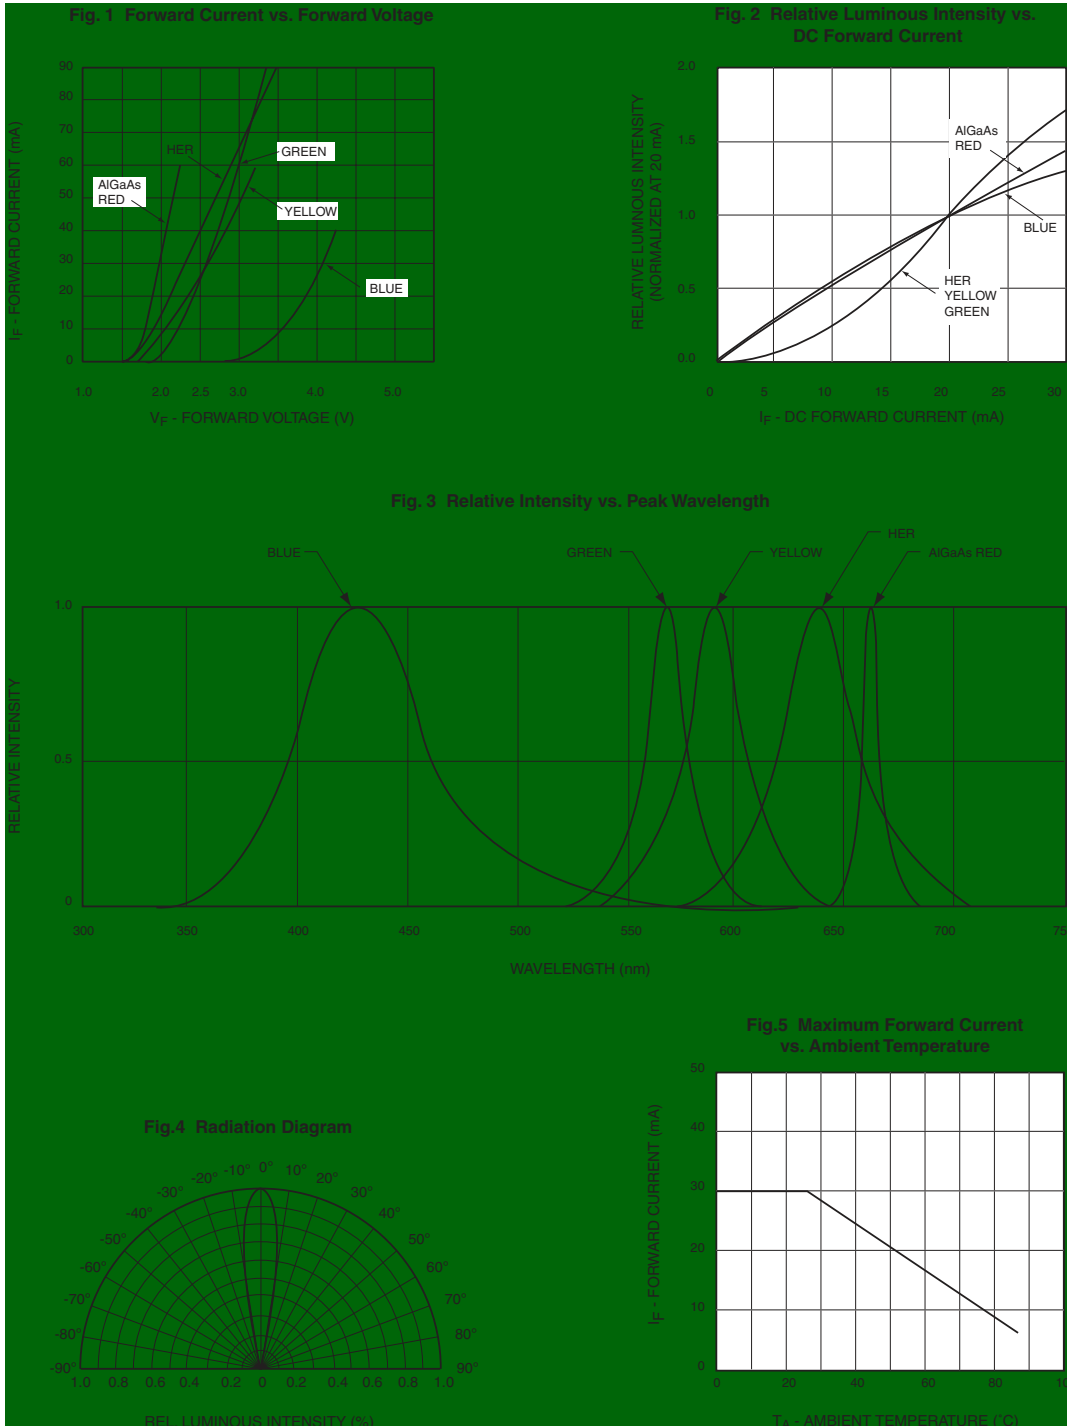 Fig. 1 Forward Current vs. Forward Voltage
90
80
70
60
50
40
30
20
10
0
IF - FORWARD CURRENT (mA)
HER
GREEN
AlGaAs
RED
YELLOW
BLUE
1.0 2.0 2.5 3.0 4.0 5.0
VF - FORWARD VOLTAGE (V)
Fig. 2 Relative Luminous Intensity vs.
DC Forward Current
2.0
1.5
1.0
0.5
0.0
RELATIVE LUMNOUS INTENSITY
(NORMALIZED AT 20 mA)
AlGaAs
RED
BLUE
HER
YELLOW
GREEN
0 5 10 15 20 25 30
IF - DC FORWARD CURRENT (mA)
Fig. 3 Relative Intensity vs. Peak Wavelength
BLUE
GREEN
YELLOW
HER
AlGaAs RED
1.0
0.5
0
RELATIVE INTENSITY
300 350 400 450 500 550 600 650 700 75
WAVELENGTH (nm)
Fig.4 Radiation Diagram
-90° -80° -70° -60° -50° -40° -30° -20° -10° 0° 10° 20° 30° 40° 50° 60° 70° 80° 90°
1.0 0.8 0.6 0.4 0.2 0 0.2 0.4 0.6 0.8 1.0
REL. LUMINOUS INTENSITY (%)
Fig.5 Maximum Forward Current
vs. Ambient Temperature
50
40
30
20
10
0
IF - FORWARD CURRENT (mA)
0 20 40 60 80 10
TA - AMBIENT TEMPERATURE (°C)